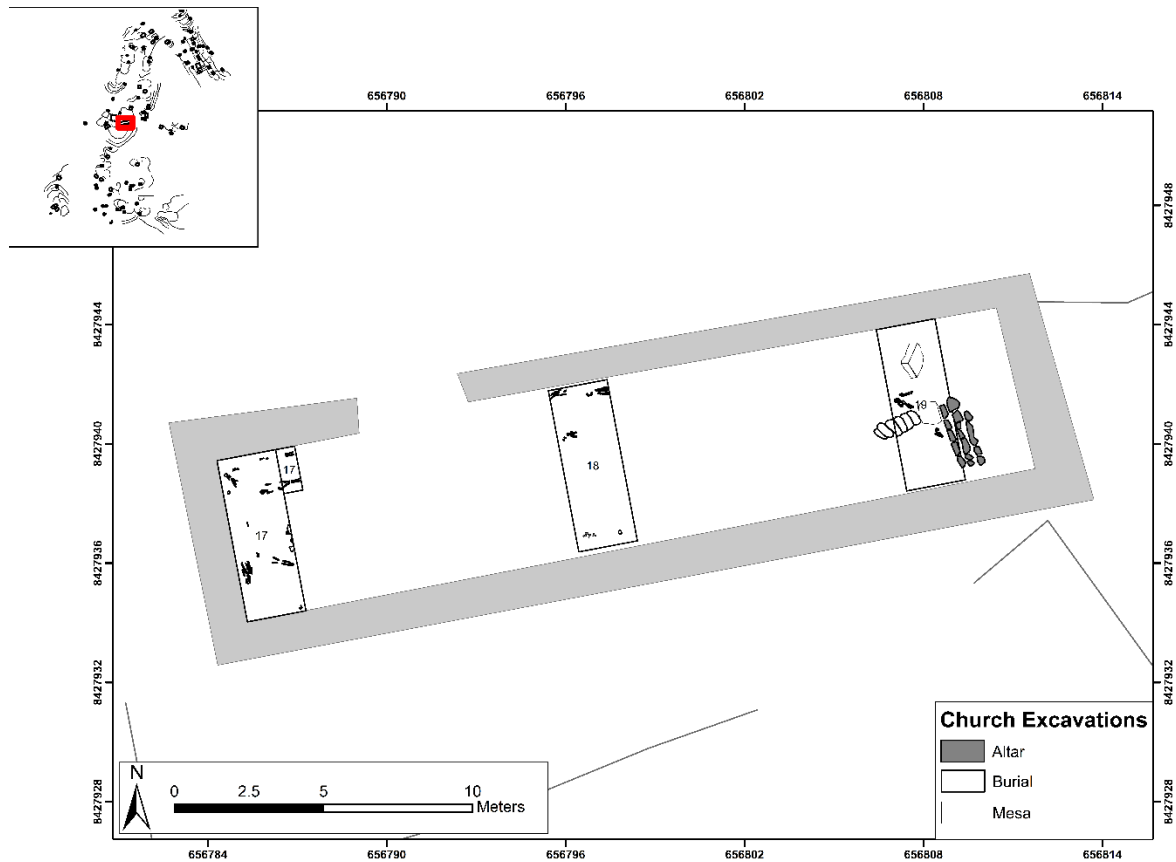 656790 656796 656802 656808 656814
8427948
8427944 8427944
8427940 8427940
8427936 8427936
8427932 8427932
8427928 8427928
17
17
18
19
N
0 2.5 5 10
Meters
Church Excavations
Altar
Burial
Mesa
656784 656790 656796 656802 656808 656814